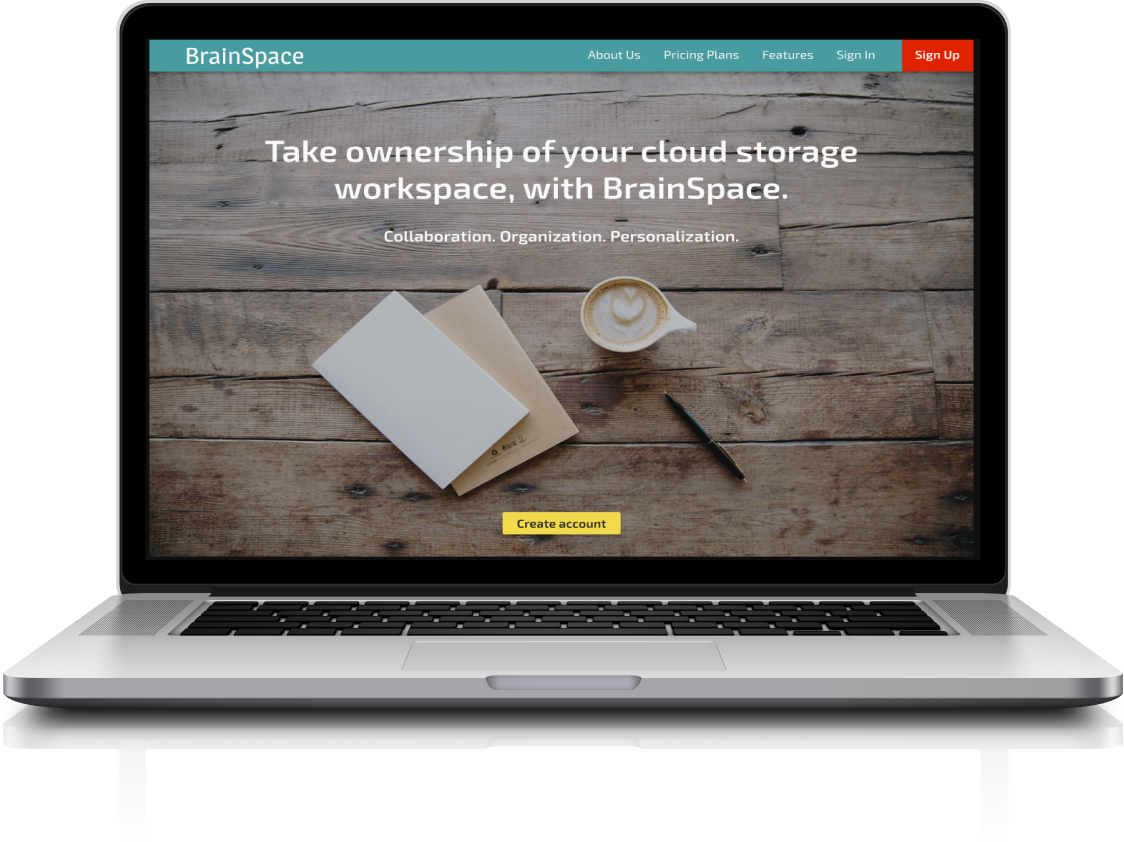 BrainSpace
About Us Pricing Plans Features Sign In Sign Up
Take ownership of your cloud storage
workspace, with BrainSpace.
Collaboration. Organization. Personalization.
Create account